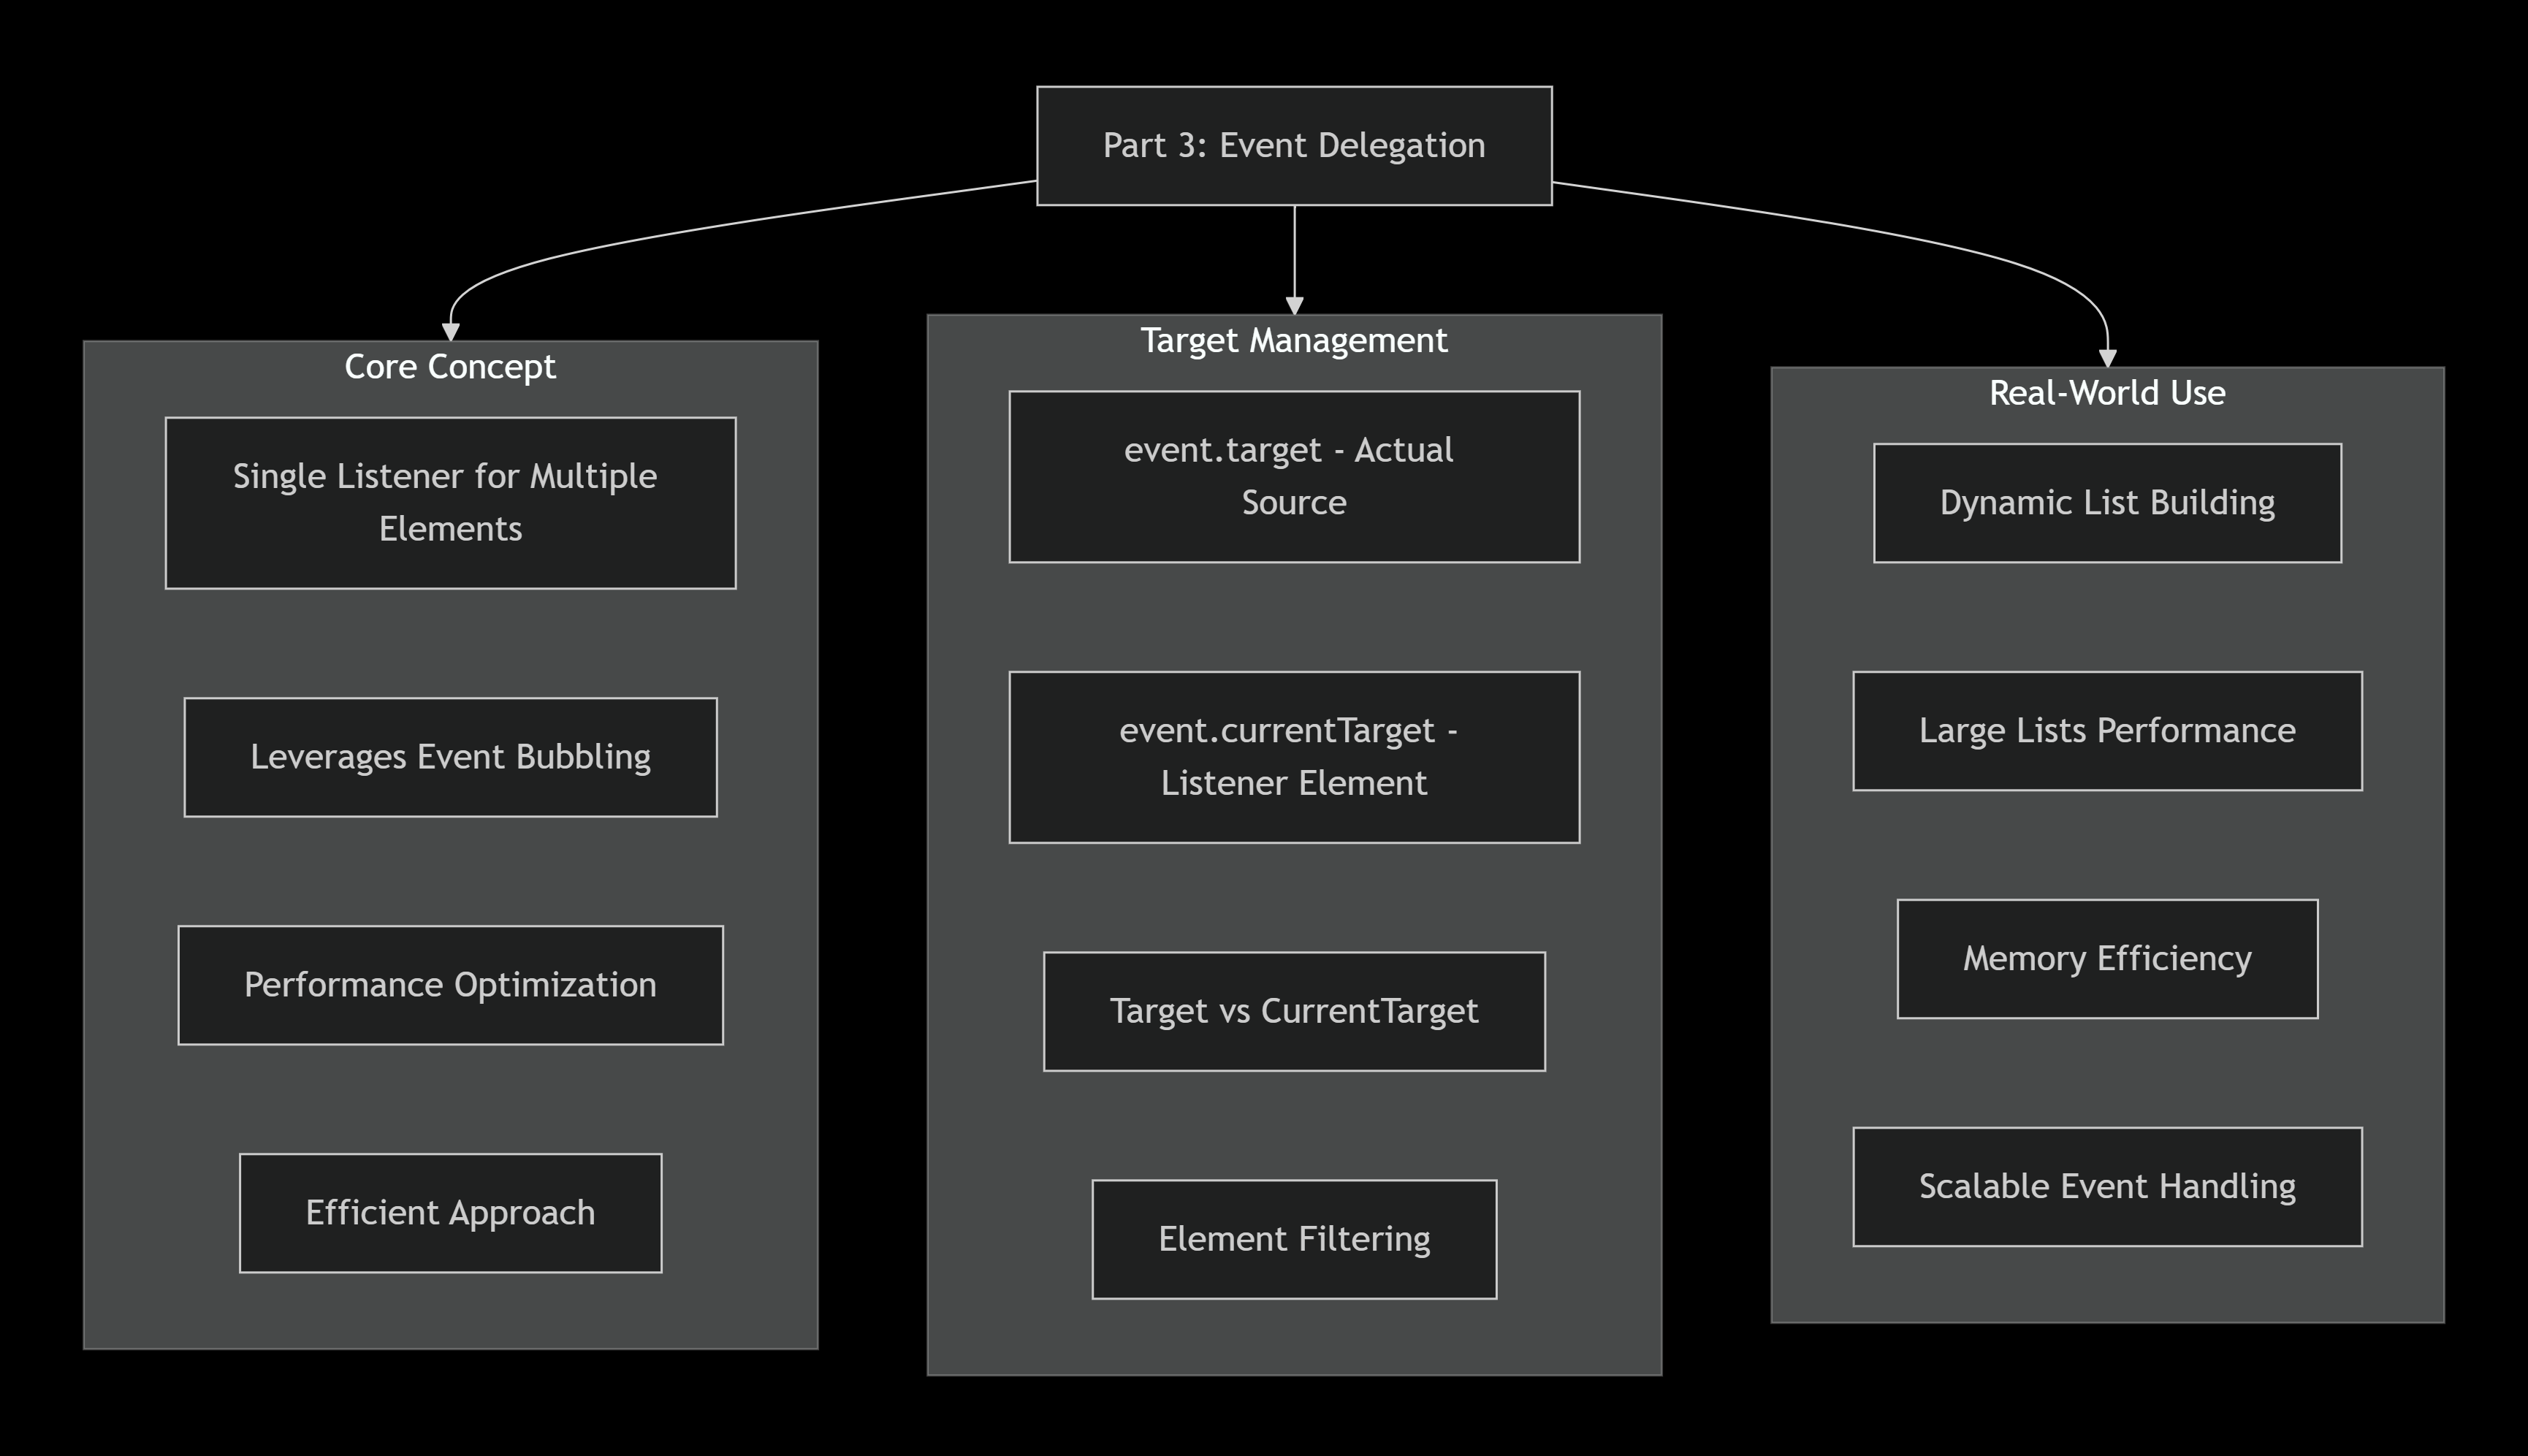 Part 3: Event Delegation
Core Concept
Single Listener for Multiple
Elements
Leverages Event Bubbling
Performance Optimization
Efficient Approach
Target Management
event.target - Actual
Source
event.currentTarget -
Listener Element
Target vs CurrentTarget
Element Filtering
Real-World Use
Dynamic List Building
Large Lists Performance
Memory Efficiency
Scalable Event Handling